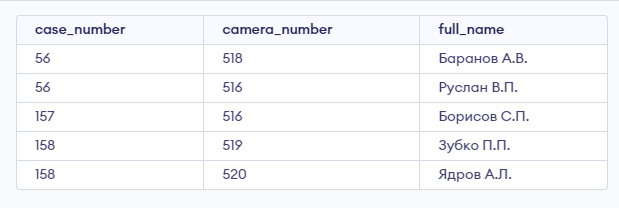 case_number camera_number full_name
56 518 Баранов А.В.
56 516 Руслан В.П.
157 516 Борисов С.П.
158 519 Зубко П.П.
158 520 Ядров А.Л.